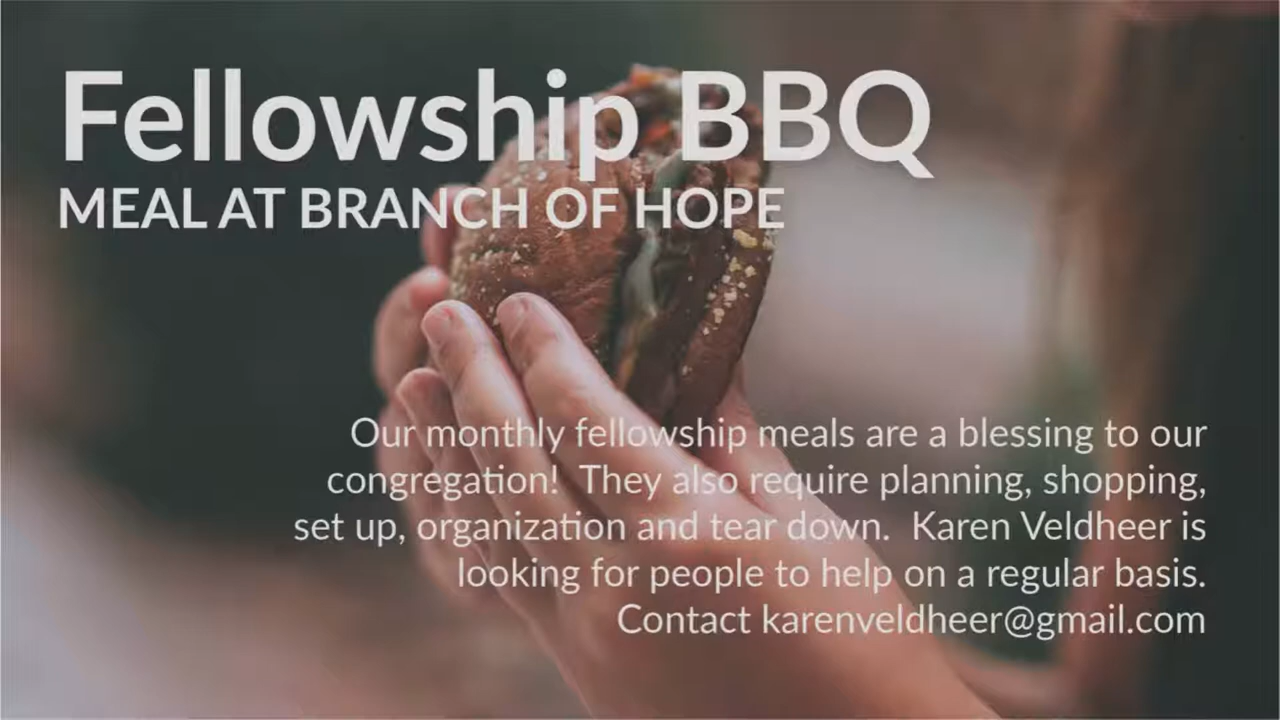 Fellowship BBQ
MEAL AT BRANCH OF HOPE
Our monthly fellowship meals are a blessing to our
congregation!  They also require planning, shopping,
set up, organization and tear down.  Karen Veldheer is
looking for people to help on a regular basis.
Contact karenveldheer@gmail.com